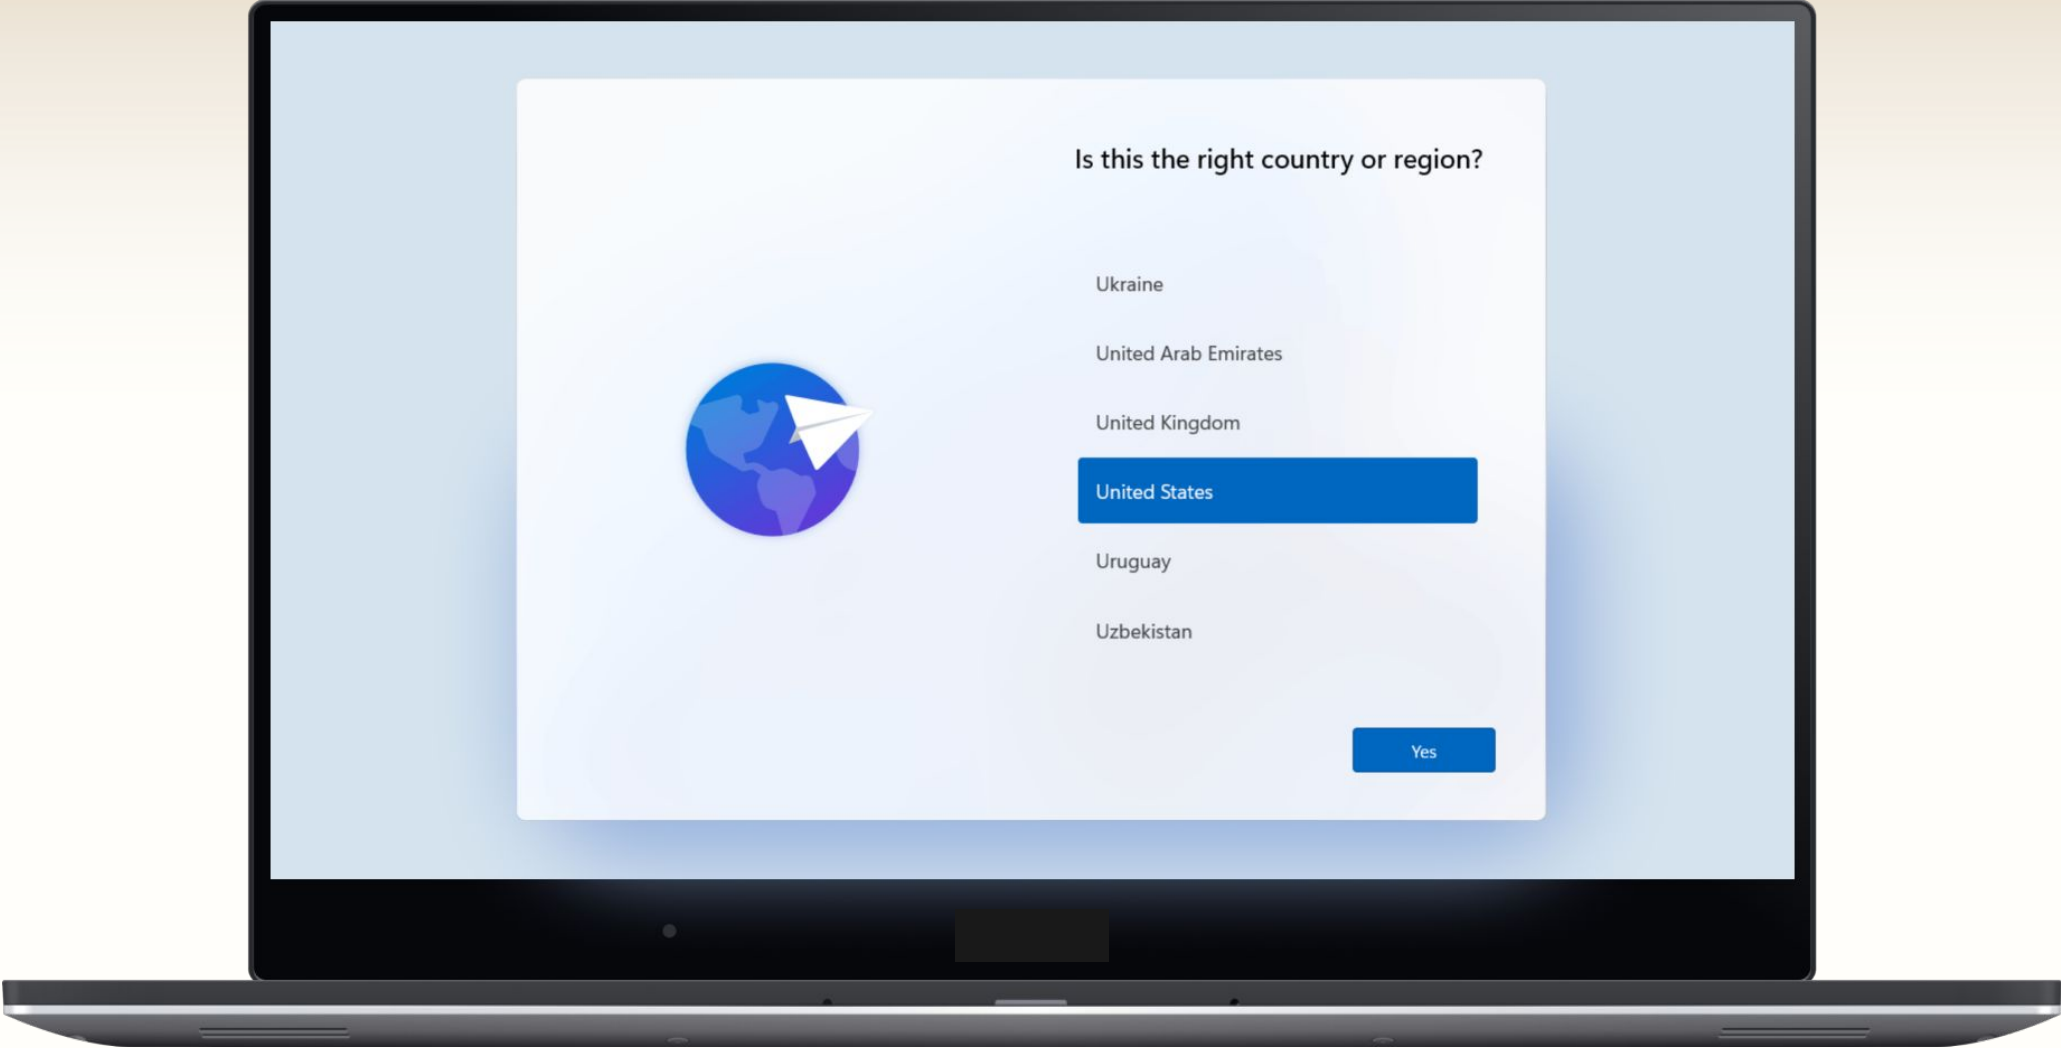 Is this the right country or region?
Ukraine
United Arab Emirates
United Kingdom
United States
Uruguay
Uzbekistan
Yes